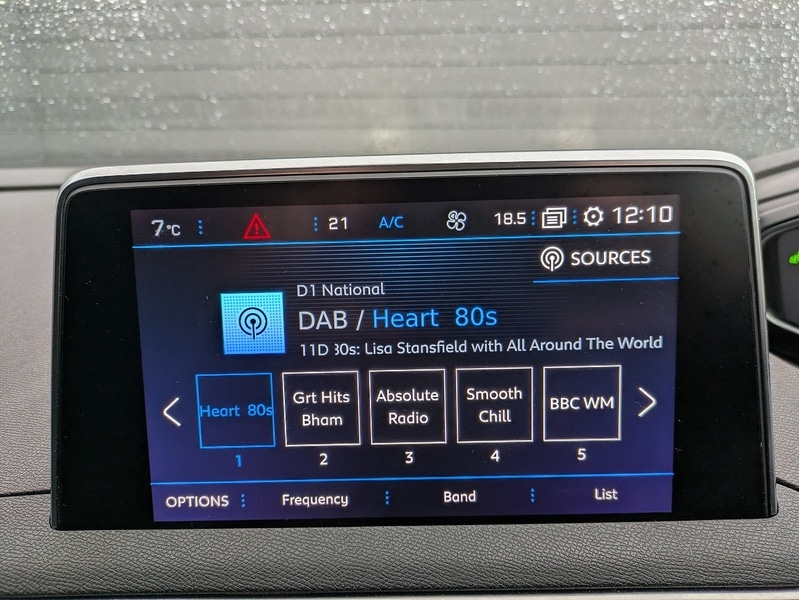 7°C 21 A/C 18.5 12:10
SOURCES
D1 National
DAB / Heart 80s
11D 30s: Lisa Stansfield with All Around The World
Heart 80s
Grt Hits
Bham
Absolute
Radio
Smooth
Chill
BBC WM
1 2 3 4 5
OPTIONS Frequency Band List